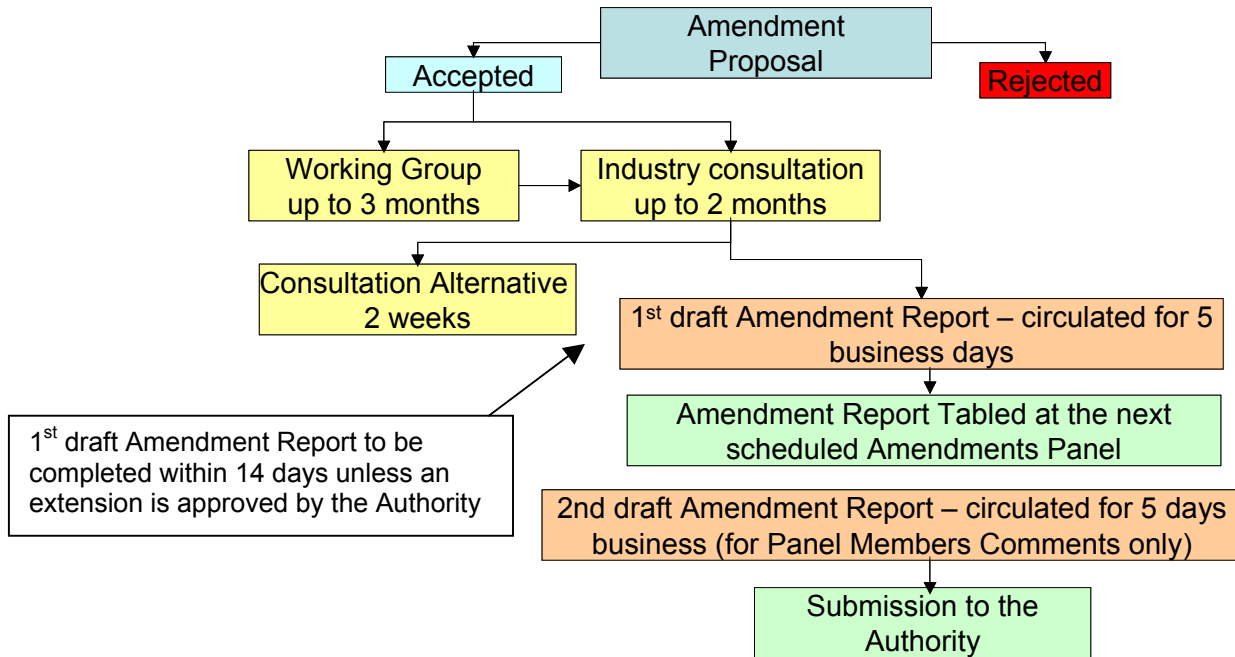 Amendment
Proposal
Accepted
Rejected
Working Group
up to 3 months
Industry consultation
up to 2 months
Consultation Alternative
2 weeks
1st draft Amendment Report – circulated for 5
business days
1st draft Amendment Report to be
completed within 14 days unless an
extension is approved by the Authority
Amendment Report Tabled at the next
scheduled Amendments Panel
2nd draft Amendment Report – circulated for 5 days
business (for Panel Members Comments only)
Submission to the
Authority